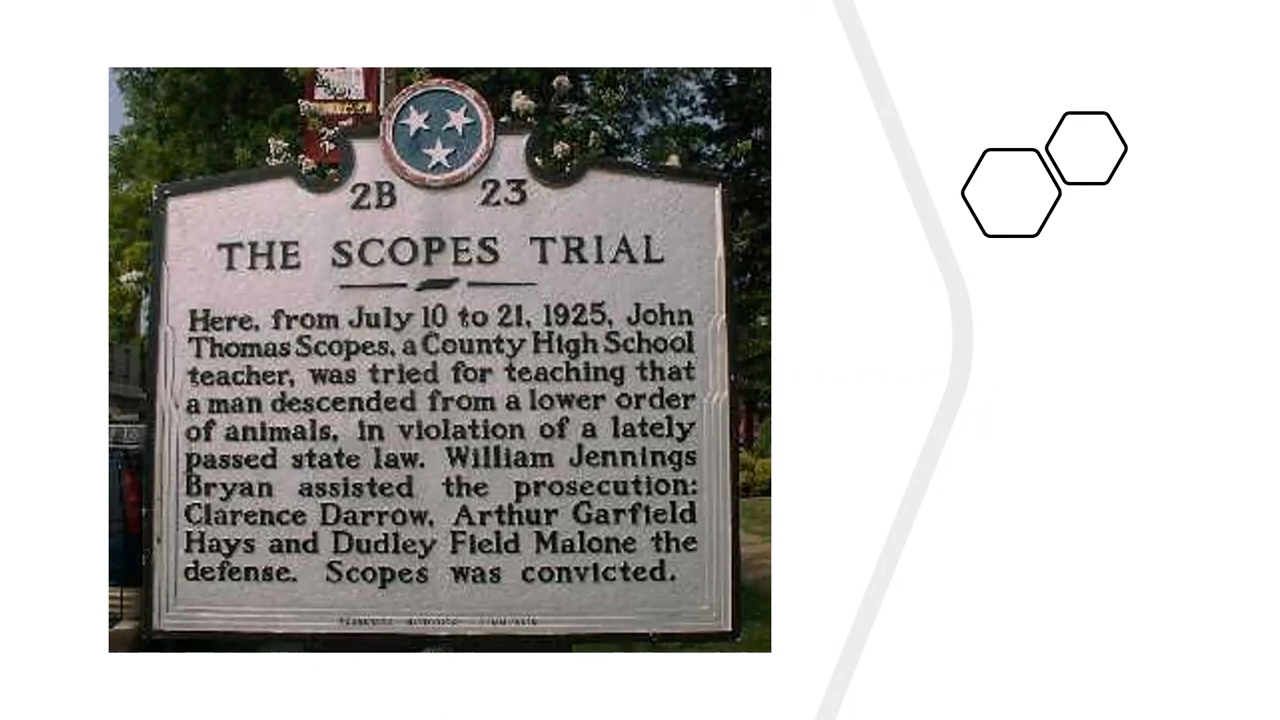 2B 23
THE SCOPES TRIAL
Here, from July 10 to 21, 1925, John
Thomas Scopes, a County High School
teacher, was tried for teaching that
a man descended from a lower order
of animals, in violation of a lately
passed state law. William Jennings
Bryan assisted the prosecution:
Clarence Darrow, Arthur Garfield
Hays and Dudley Field Malone the
defense. Scopes was convicted.